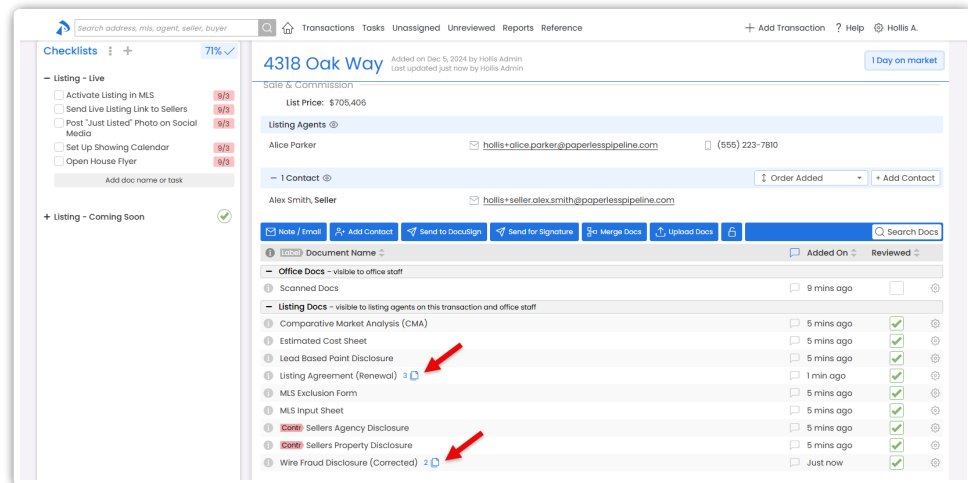 Search address, mls, agent, seller, buyer
Transactions Tasks Unassigned Unreviewed Reports Reference
+ Add Transaction ? Help Hollis A.
Checklists
71%
4318 Oak Way
Added on Dec 5, 2024 by Hollis Admin
Last updated just now by Hollis Admin
1 Day on market
− Listing - Live
Activate Listing in MLS 9/3
Send Live Listing Link to Sellers 9/3
Post "Just Listed" Photo on Social 9/3
Media
Set Up Showing Calendar 9/3
Open House Flyer 9/3
Add doc name or task
+ Listing - Coming Soon
Sale & Commission
List Price: $705,406
Listing Agents
Alice Parker hollis+alice.parker@paperlesspipeline.com (555) 223-7810
− 1 Contact Order Added + Add Contact
Alex Smith, Seller hollis+seller.alex.smith@paperlesspipeline.com
Note / Email Add Contact Send to DocuSign Send for Signature Merge Docs Upload Docs Search Docs
Label Document Name Added On Reviewed
− Office Docs - visible to office staff
Scanned Docs 9 mins ago
− Listing Docs - visible to listing agents on this transaction and office staff
Comparative Market Analysis (CMA) 5 mins ago
Estimated Cost Sheet 5 mins ago
Lead Based Paint Disclosure 5 mins ago
Listing Agreement (Renewal) 3 1 min ago
MLS Exclusion Form 5 mins ago
MLS Input Sheet 5 mins ago
Contr Sellers Agency Disclosure 5 mins ago
Contr Sellers Property Disclosure 5 mins ago
Wire Fraud Disclosure (Corrected) 2 Just now